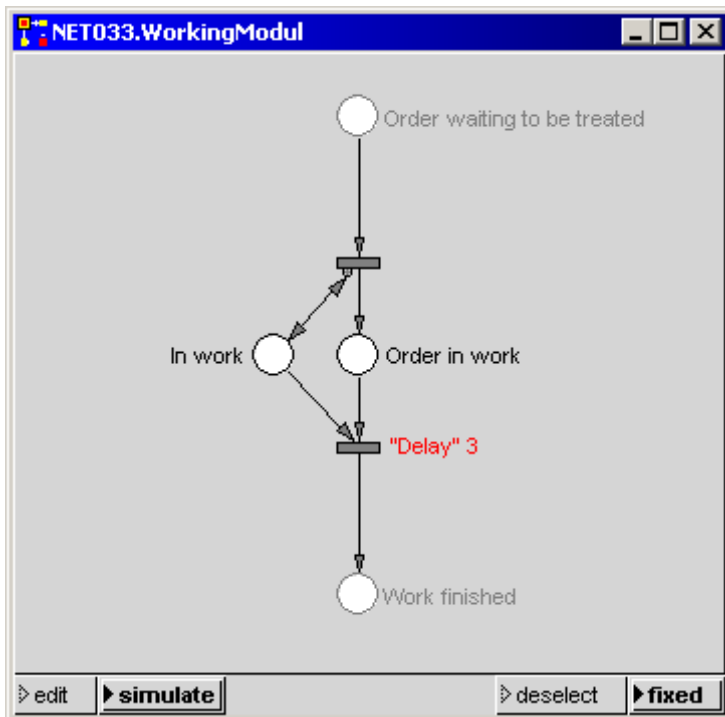 NET033.WorkingModul
Order waiting to be treated
In work
Order in work
"Delay" 3
Work finished
edit
simulate
deselect
fixed